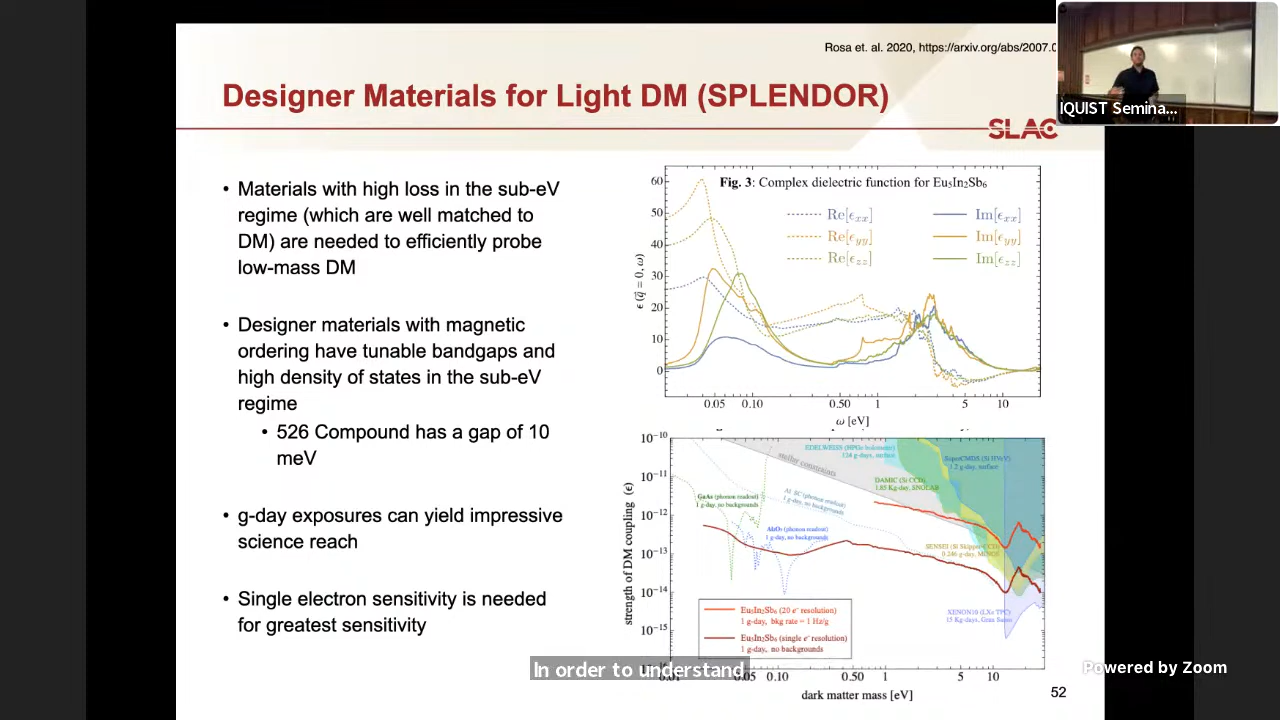 Rosa et. al. 2020, https://arxiv.org/abs/2007.0
Designer Materials for Light DM (SPLENDOR)
SLAC
IQUIST Semina...
• Materials with high loss in the sub-eV
regime (which are well matched to
DM) are needed to efficiently probe
low-mass DM
• Designer materials with magnetic
ordering have tunable bandgaps and
high density of states in the sub-eV
regime
• 526 Compound has a gap of 10
meV
• g-day exposures can yield impressive
science reach
• Single electron sensitivity is needed
for greatest sensitivity
Fig. 3: Complex dielectric function for Eu₅In₂Sb₆
Re[ϵxx] Im[ϵxx]
Re[ϵyy] Im[ϵyy]
Re[ϵzz] Im[ϵzz]
ϵ (q⃗ = 0, ω)
60
50
40
30
20
10
0
0.05 0.10 0.50 1 5 10
ω [eV]
strength of DM coupling (ϵ)
10⁻¹⁰
10⁻¹¹
10⁻¹²
10⁻¹³
10⁻¹⁴
10⁻¹⁵
EDELWEISS (HPGe bolometer)
124 g-days, surface
stellar constraints
SuperCDMS (Si HVeV)
1.2 g-day, surface
DAMIC (Si CCD)
1.85 Kg-day, SNOLAB
GaAs (phonon readout)
1 g-day, no backgrounds
Al SC (phonon readout)
1 g-day, no backgrounds
Al₂O₃ (phonon readout)
1 g-day, no backgrounds
SENSEI (Si Skipper-CCD)
0.246 g-day, MINOS
XENON10 (LXe TPC)
15 Kg-days, Gran Sasso
Eu₅In₂Sb₆ (20 e⁻ resolution)
1 g-day, bkg rate = 1 Hz/g
Eu₅In₂Sb₆ (single e⁻ resolution)
1 g-day, no backgrounds
0.01 0.05 0.10 0.50 1 5 10
dark matter mass [eV]
In order to understand
Powered by Zoom
52